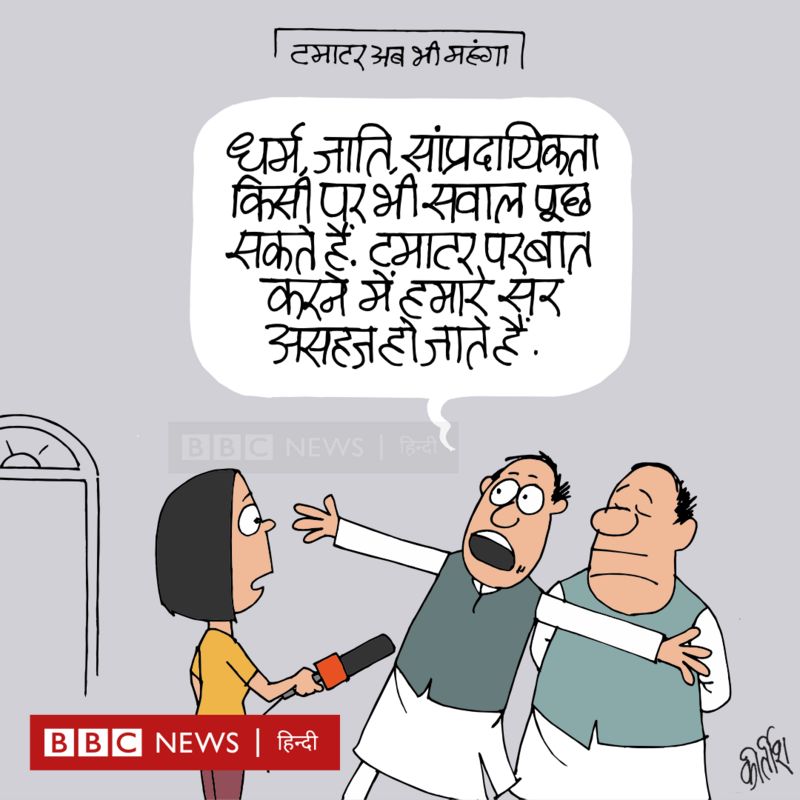 टमाटर अब भी महंगा
धर्म, जाति, सांप्रदायिकता
किसी पर भी सवाल पूछ
सकते हैं. टमाटर पर बात
करने में हमारे सर
असहज हो जाते हैं.
BBC NEWS | हिन्दी
BBC NEWS | हिन्दी
कीर्तीश